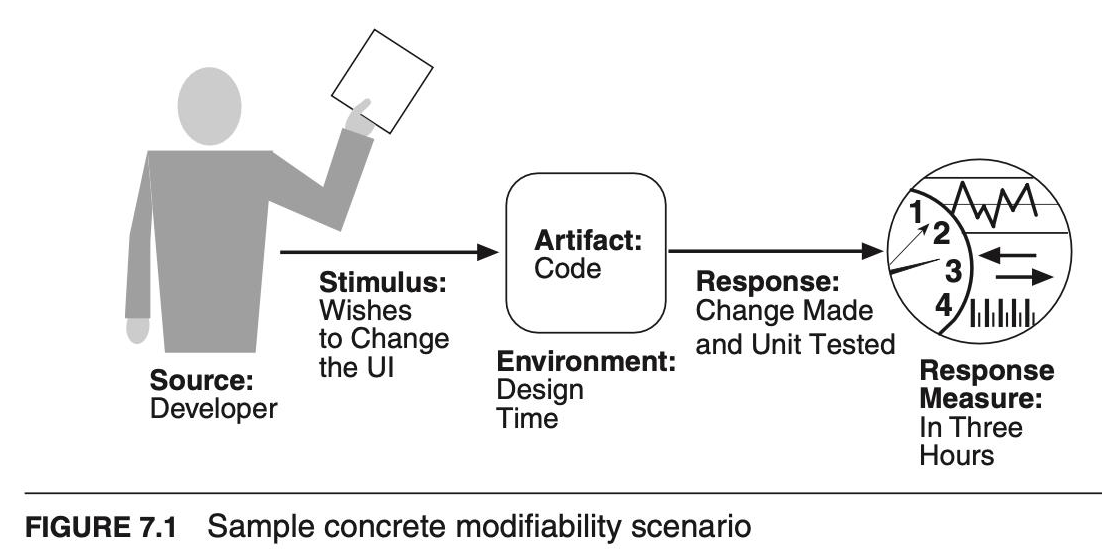 Source:
Developer
Stimulus:
Wishes
to Change
the UI
Artifact:
Code
Environment:
Design
Time
Response:
Change Made
and Unit Tested
1
2
3
4
Response
Measure:
In Three
Hours
FIGURE 7.1 Sample concrete modifiability scenario